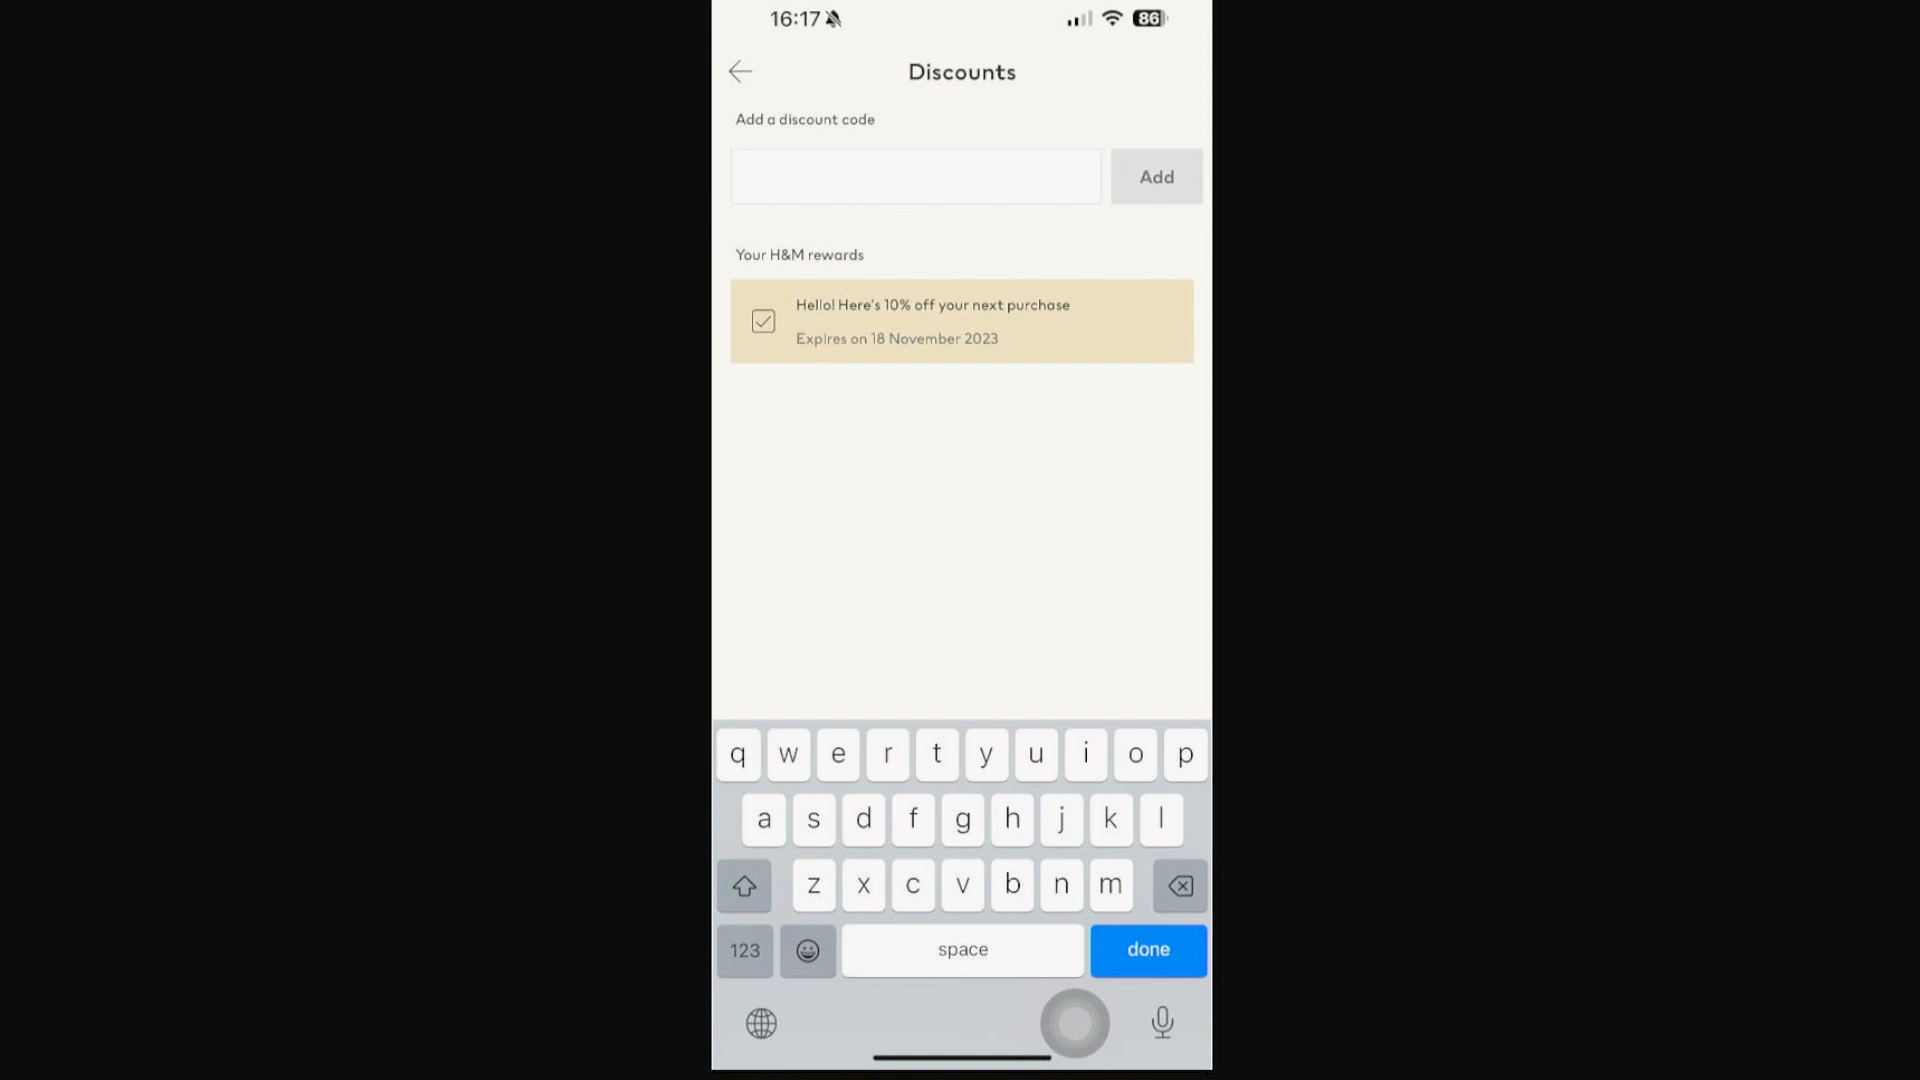 16:17
86
Discounts
Add a discount code
Add
Your H&M rewards
Hello! Here's 10% off your next purchase
Expires on 18 November 2023
q w e r t y u i o p
a s d f g h j k l
z x c v b n m
123 space done